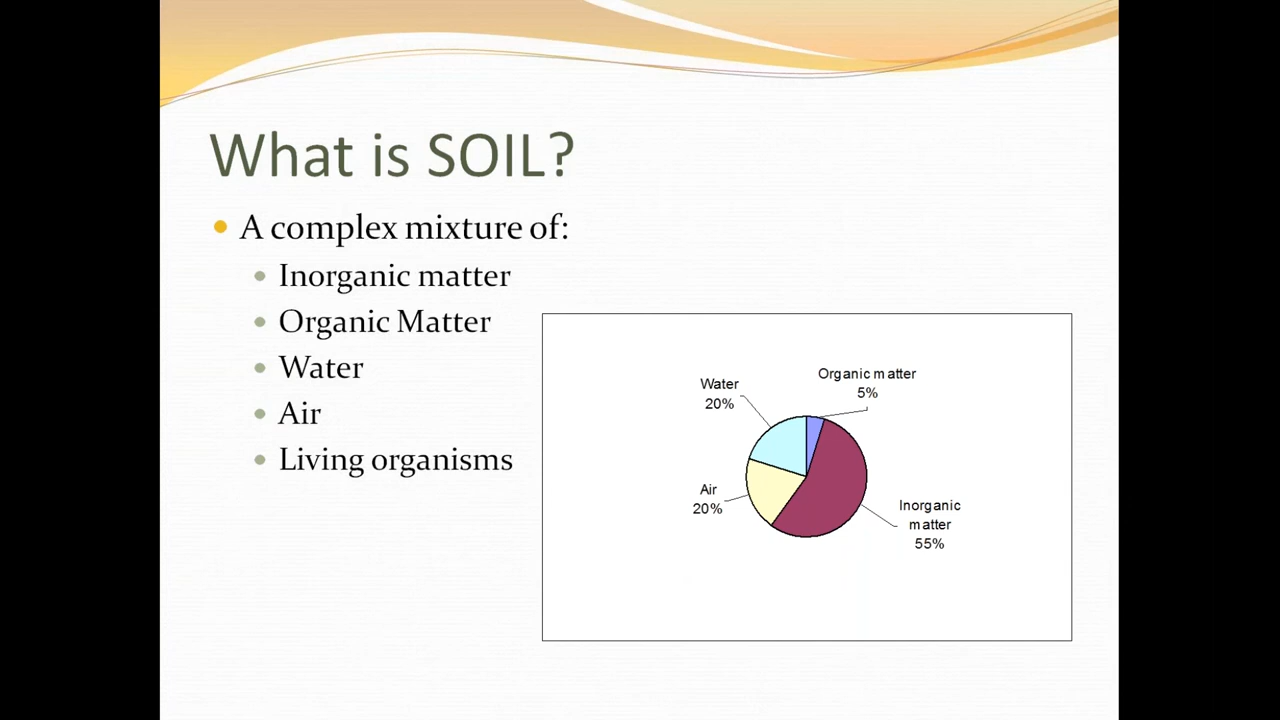 What is SOIL?
A complex mixture of:
Inorganic matter
Organic Matter
Water
Air
Living organisms
Organic matter
5%
Water
20%
Air
20%
Inorganic
matter
55%